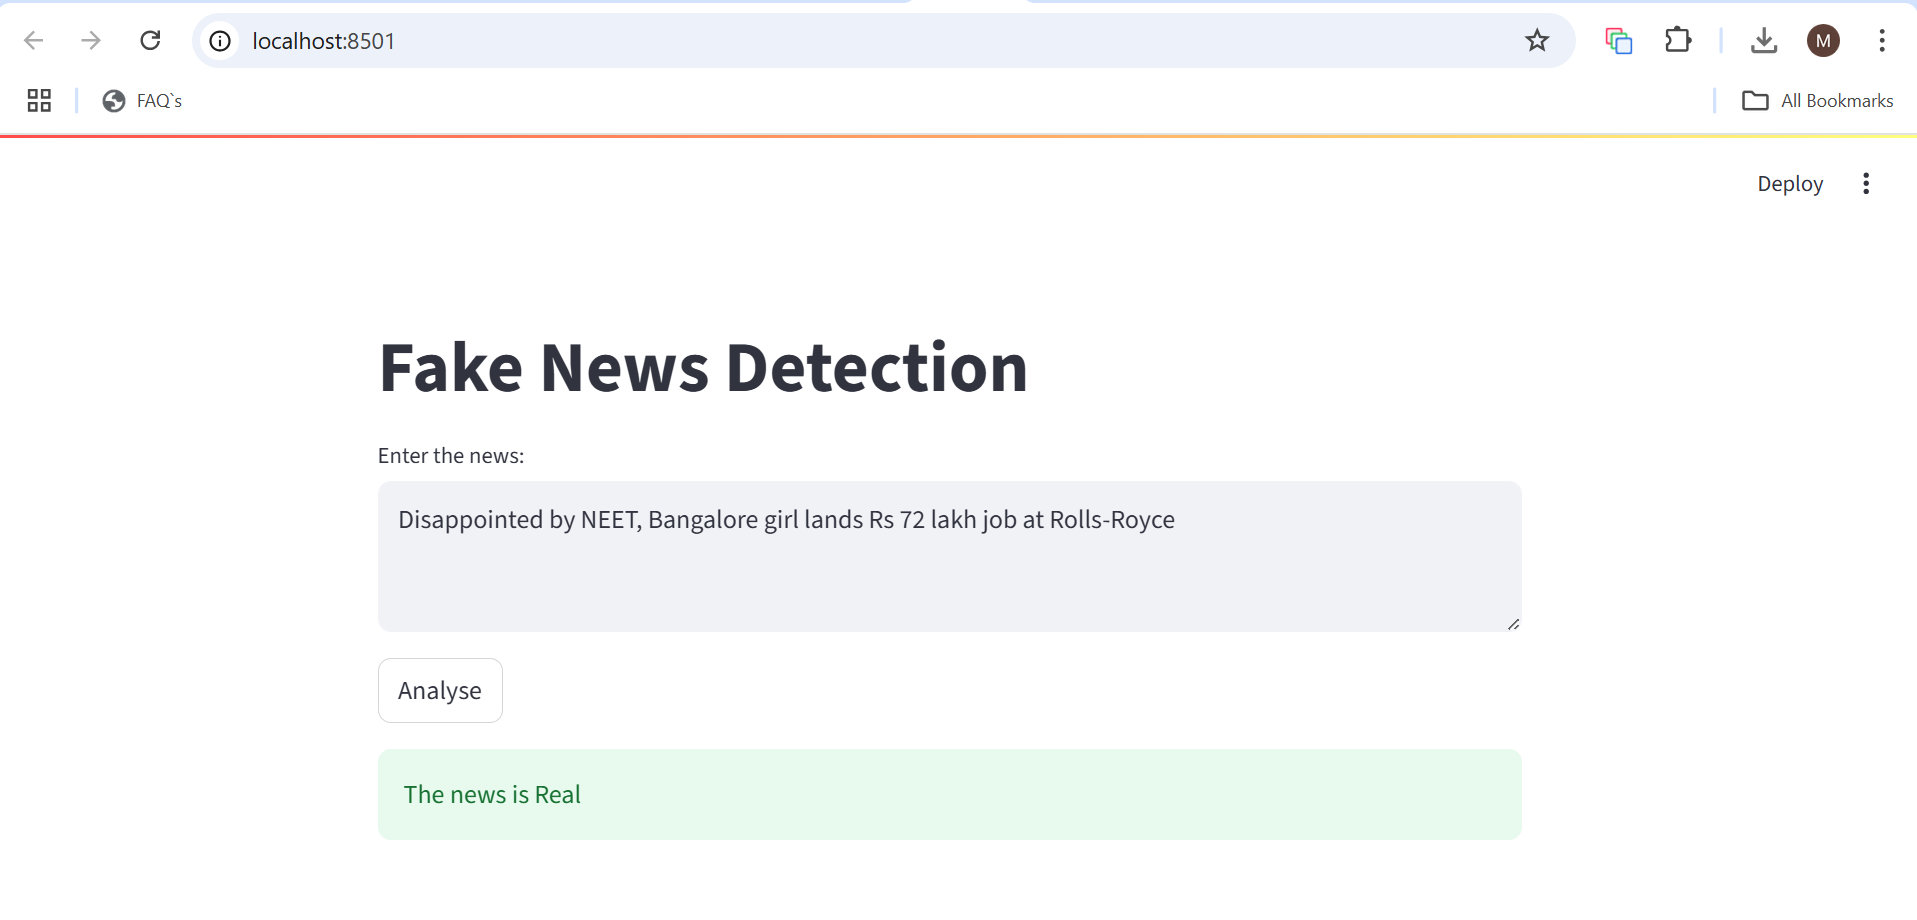 localhost:8501
M
FAQ`s
All Bookmarks
Deploy
Fake News Detection
Enter the news:
Disappointed by NEET, Bangalore girl lands Rs 72 lakh job at Rolls-Royce
Analyse
The news is Real